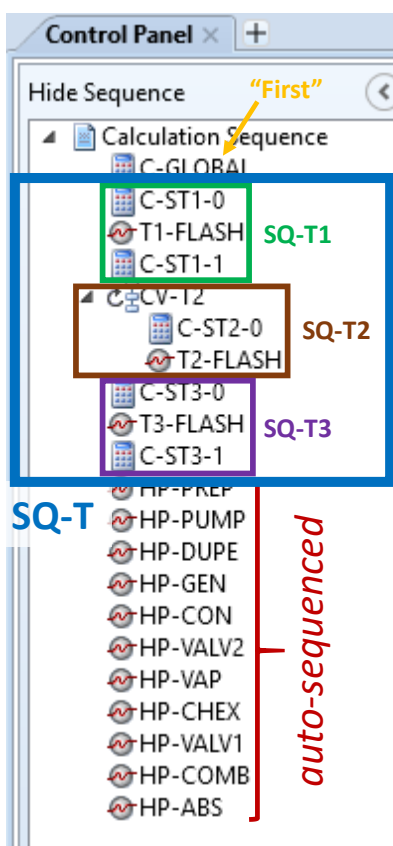 Control Panel
Hide Sequence
"First"
Calculation Sequence
C-GLOBAL
C-ST1-0
T1-FLASH
SQ-T1
C-ST1-1
CV-T2
C-ST2-0
SQ-T2
T2-FLASH
C-ST3-0
T3-FLASH
SQ-T3
C-ST3-1
HP-PREP
SQ-T
HP-PUMP
HP-DUPE
HP-GEN
HP-CON
HP-VALV2
HP-VAP
HP-CHEX
HP-VALV1
HP-COMB
HP-ABS
auto-sequenced